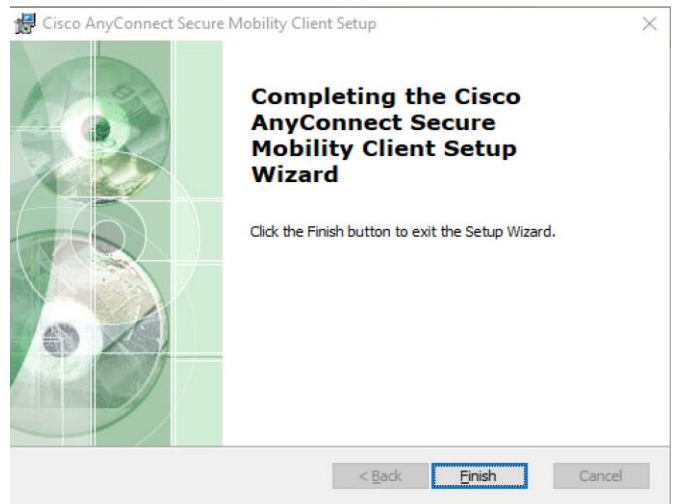 Cisco AnyConnect Secure Mobility Client Setup
Completing the Cisco
AnyConnect Secure
Mobility Client Setup
Wizard
Click the Finish button to exit the Setup Wizard.
< Back Finish Cancel